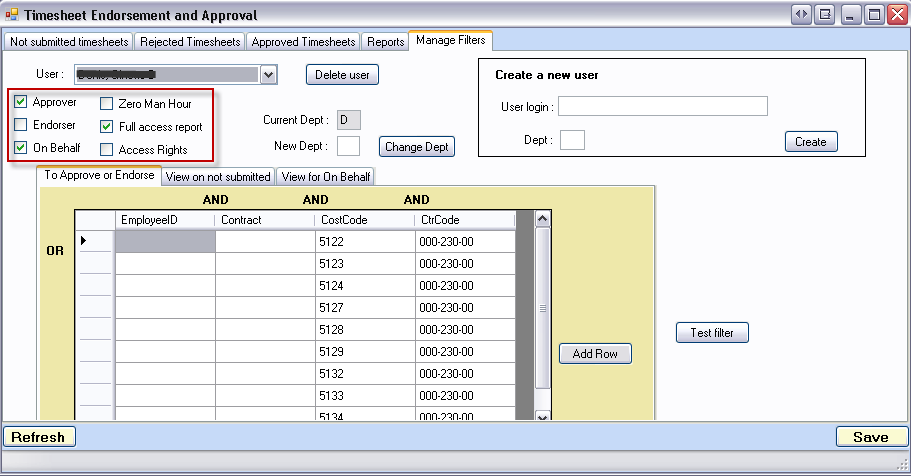 Timesheet Endorsement and Approval
Not submitted timesheets Rejected Timesheets Approved Timesheets Reports Manage Filters
User : Delete user
Approver Zero Man Hour
Endorser Full access report
On Behalf Access Rights
Current Dept : D
New Dept : Change Dept
Create a new user
User login :
Dept :
Create
To Approve or Endorse View on not submitted View for On Behalf
AND AND AND
OR
EmployeeID Contract CostCode CtrCode
5122 000-230-00
5123 000-230-00
5124 000-230-00
5127 000-230-00
5128 000-230-00
5129 000-230-00
5132 000-230-00
5133 000-230-00
5134 000-230-00
Add Row
Test filter
Refresh Save